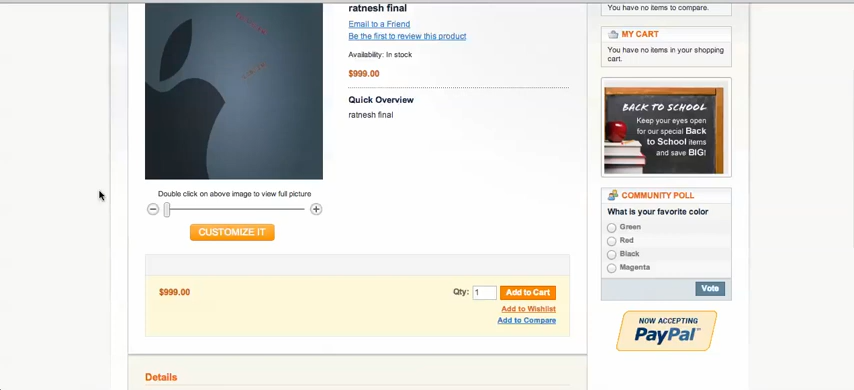 ratnesh final
Email to a Friend
Be the first to review this product
Availability: In stock
$999.00
Quick Overview
ratnesh final
Double click on above image to view full picture
CUSTOMIZE IT
$999.00
Qty: 1 Add to Cart
Add to Wishlist
Add to Compare
Details
You have no items to compare.
MY CART
You have no items in your shopping
cart.
BACK TO SCHOOL
Keep your eyes open
for our special Back
to School items
and save BIG!
COMMUNITY POLL
What is your favorite color
Green
Red
Black
Magenta
Vote
NOW ACCEPTING
PayPal